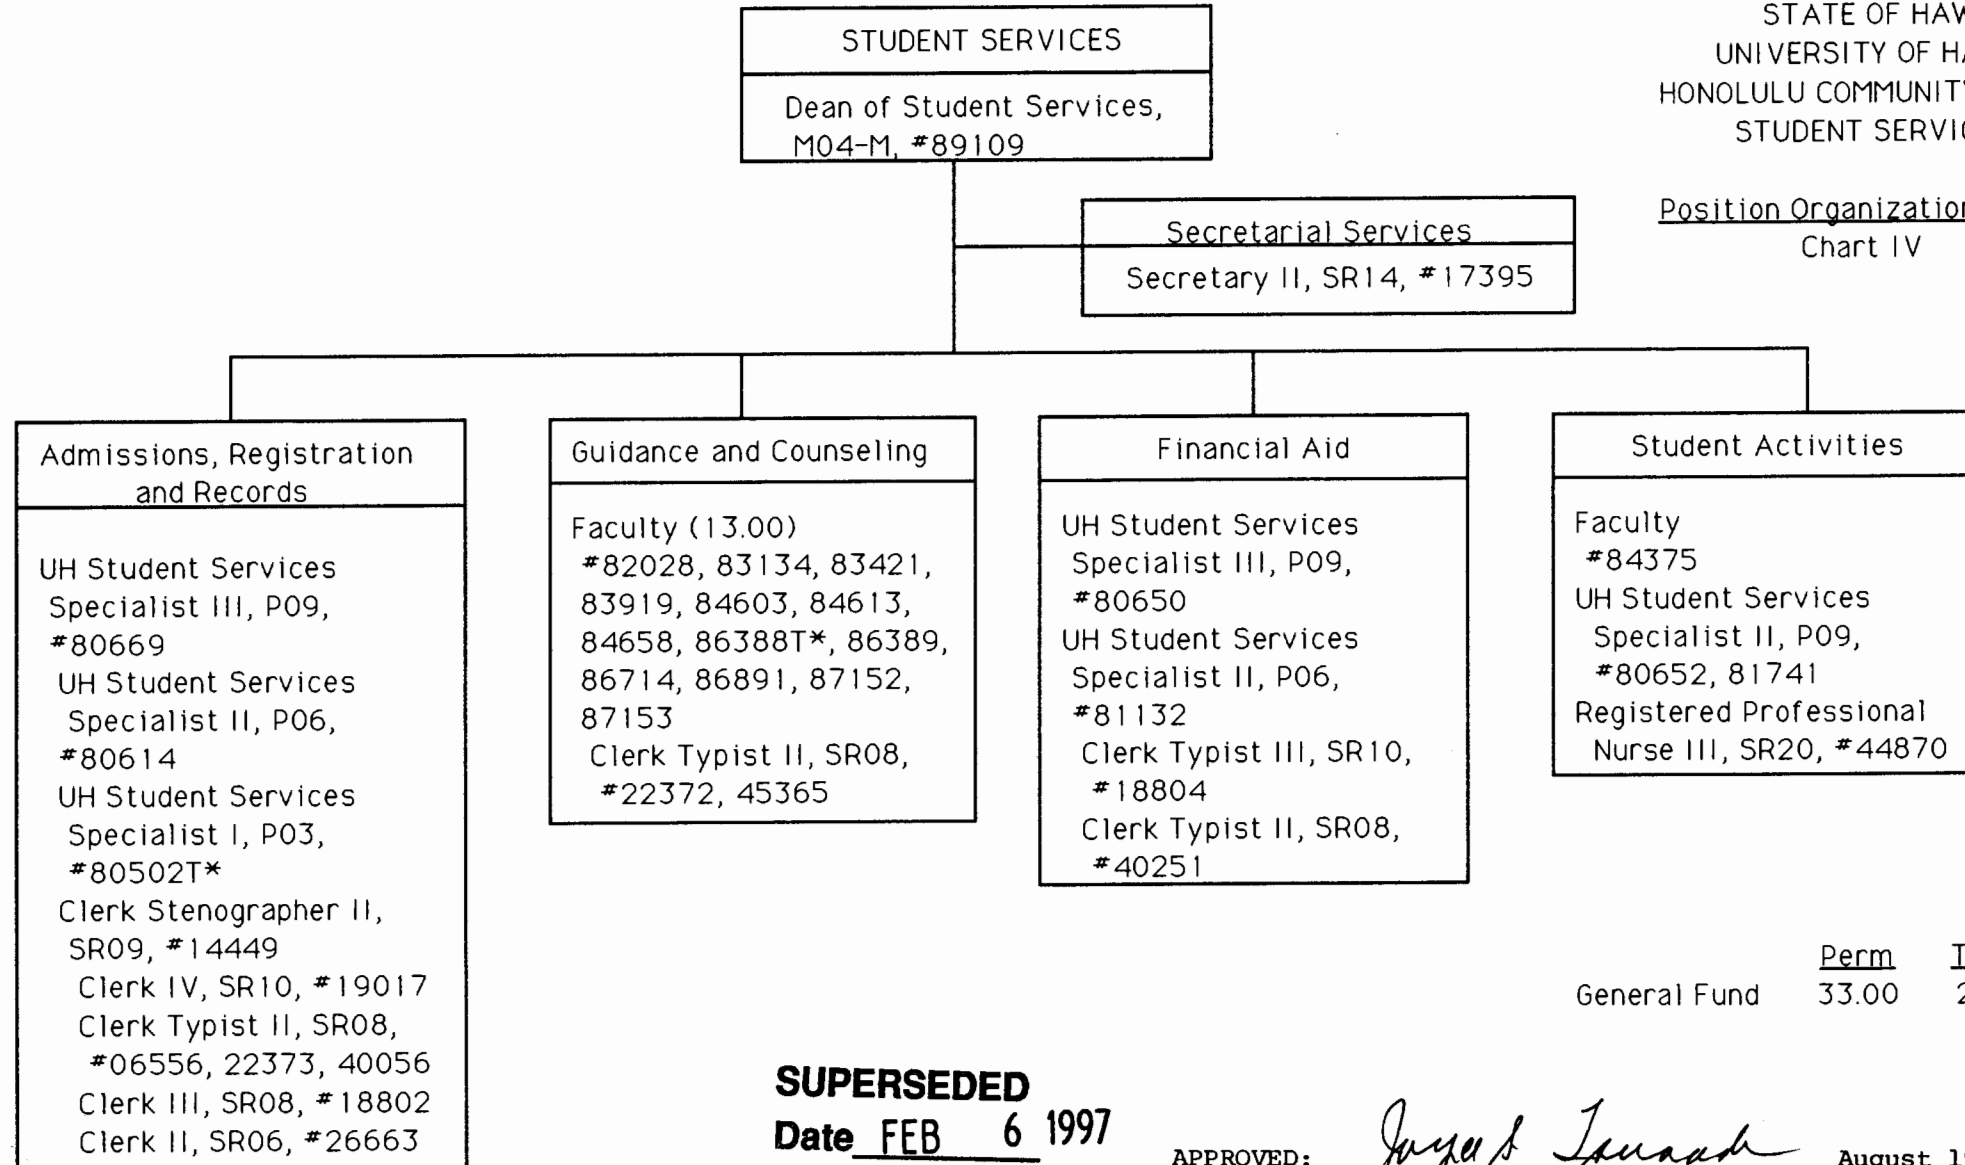 STUDENT SERVICES
Dean of Student Services,
M04-M, #89109
STATE OF
UNIVERSITY OF
HONOLULU COMMUNITY
STUDENT
Position
Chart IV
Secretarial Services
Secretary II, SR14, #17395
Admissions, Registration
and Records
UH Student Services
Specialist III, P09,
#80669
UH Student Services
Specialist II, P06,
#80614
UH Student Services
Specialist I, P03,
#80502T*
Clerk Stenographer II,
SR09, #14449
Clerk IV, SR10, #19017
Clerk Typist II, SR08,
#06556, 22373, 40056
Clerk III, SR08, #18802
Clerk II, SR06, #26663
Guidance and Counseling
Faculty (13.00)
#82028, 83134, 83421,
83919, 84603, 84613,
84658, 86388T*, 86389,
86714, 86891, 87152,
87153
Clerk Typist II, SR08,
#22372, 45365
Financial Aid
UH Student Services
Specialist III, P09,
#80650
UH Student Services
Specialist II, P06,
#81132
Clerk Typist III, SR10,
#18804
Clerk Typist II, SR08,
#40251
Student Activities
Faculty
#84375
UH Student Services
Specialist II, P09,
#80652, 81741
Registered Professional
Nurse III, SR20, #44870
Perm
General Fund 33.00
SUPERSEDED
Date FEB 6 1997
APPROVED:
August